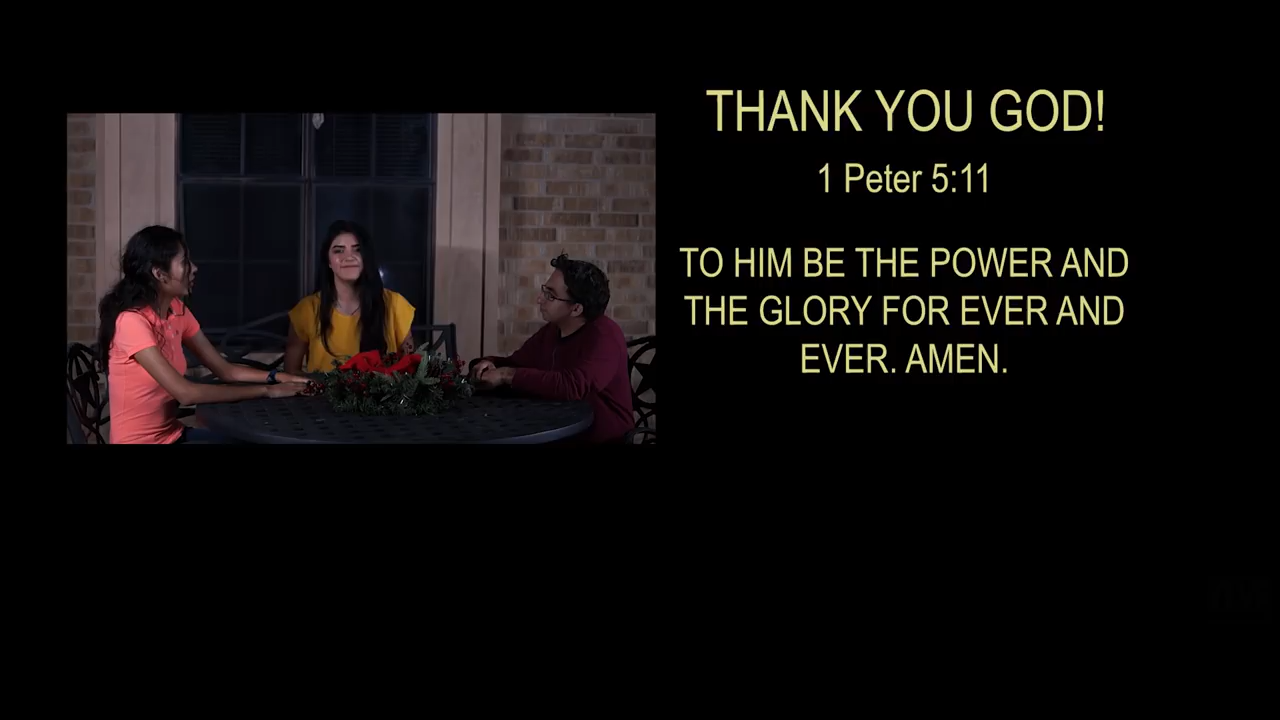 THANK YOU GOD!
1 Peter 5:11
TO HIM BE THE POWER AND
THE GLORY FOR EVER AND
EVER. AMEN.